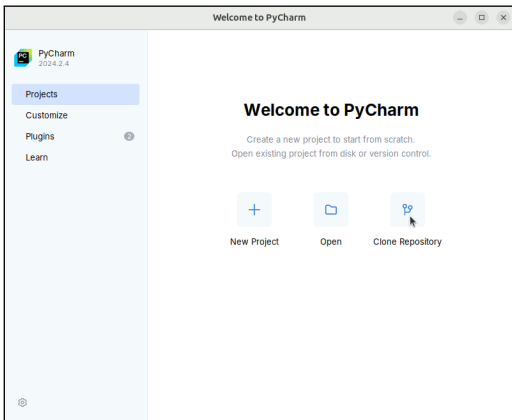 Welcome to PyCharm
PC
PyCharm
2024.2.4
Projects
Customize
Plugins
2
Learn
Welcome to PyCharm
Create a new project to start from scratch.
Open existing project from disk or version control.
New Project
Open
Clone Repository